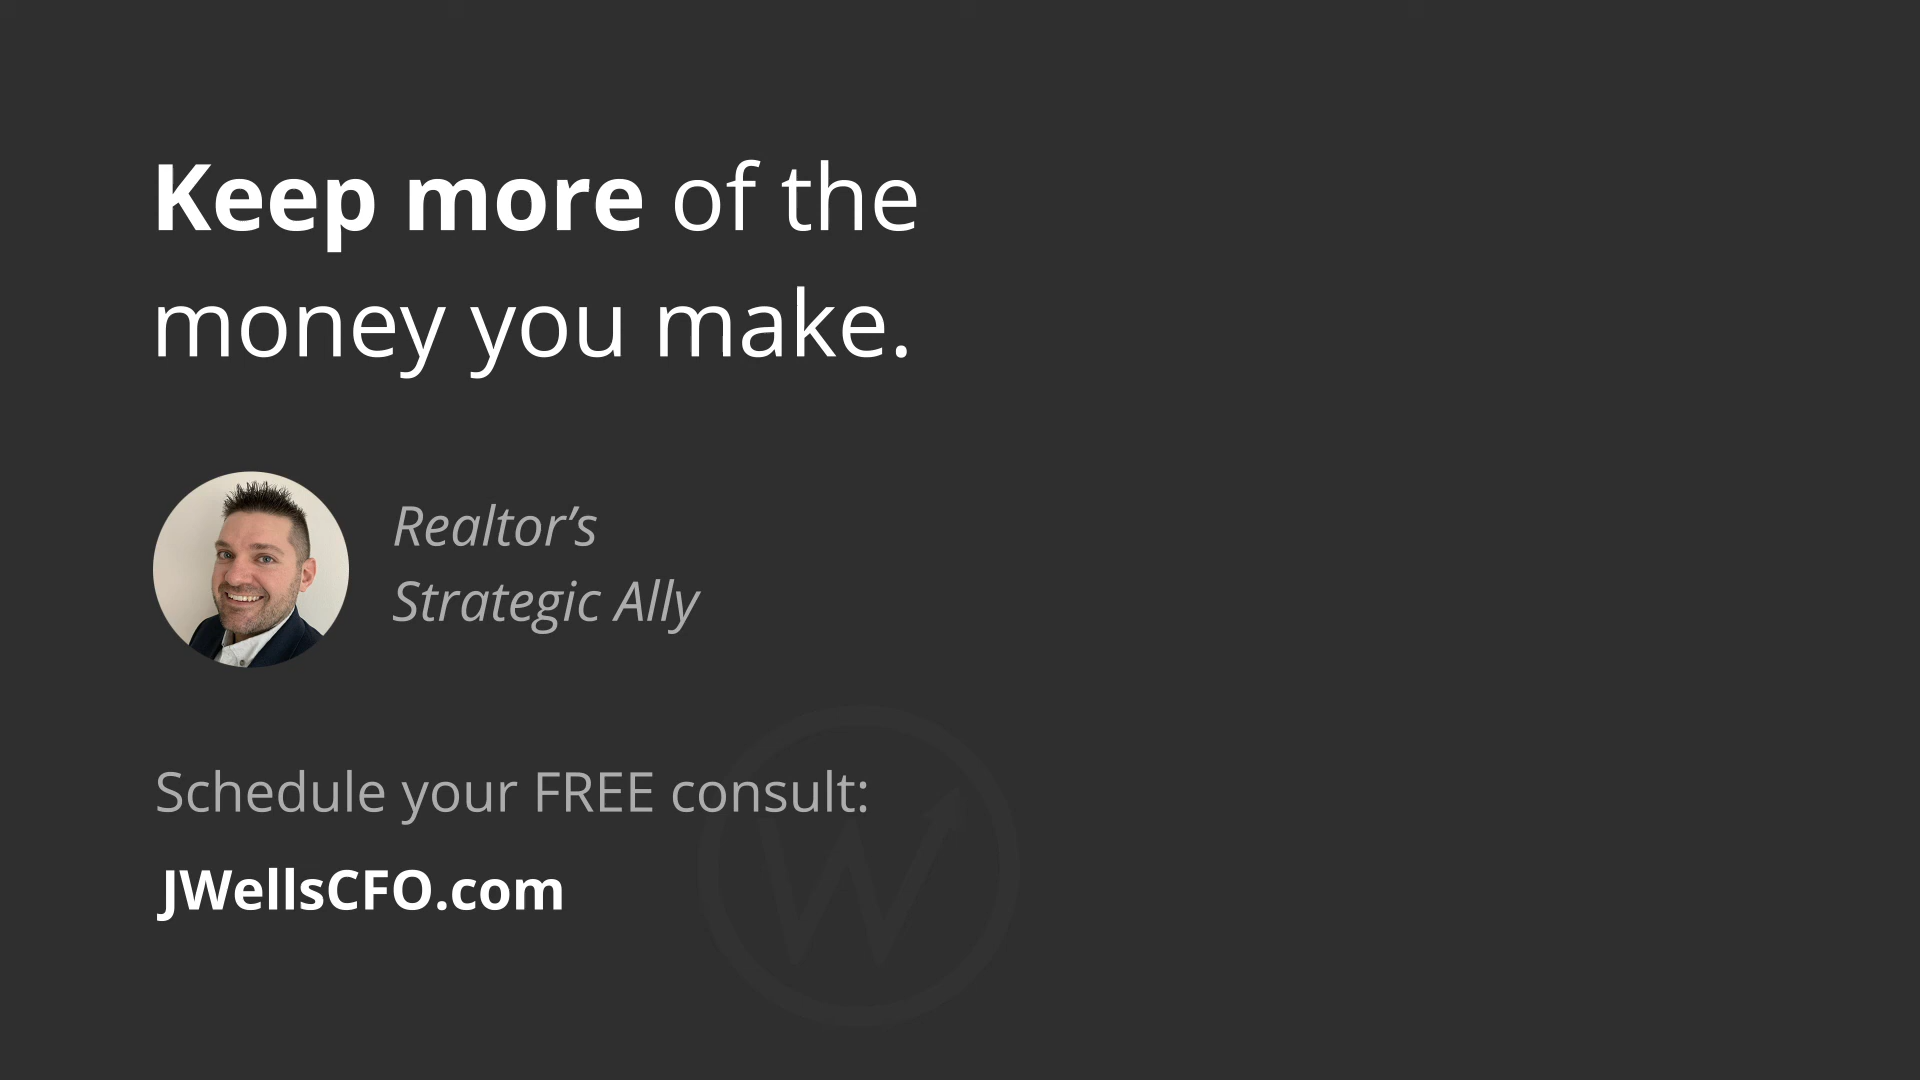 Keep more of the
money you make.
Realtor’s
Strategic Ally
Schedule your FREE consult:
JWellsCFO.com
W